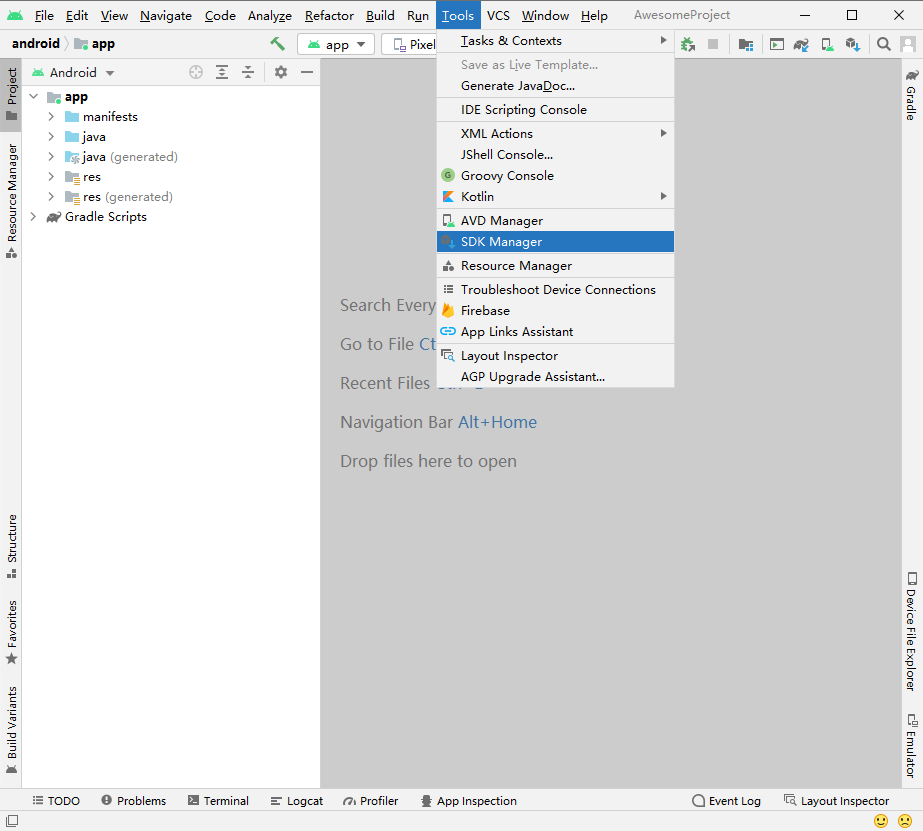 File Edit View Navigate Code Analyze Refactor Build Run Tools VCS Window Help AwesomeProject
android app app Pixel
Project
Resource Manager
Structure
Favorites
Build Variants
Android
app
manifests
java
java (generated)
res
res (generated)
Gradle Scripts
Tasks & Contexts
Save as Live Template...
Generate JavaDoc...
IDE Scripting Console
XML Actions
JShell Console...
G Groovy Console
Kotlin
AVD Manager
SDK Manager
Resource Manager
Troubleshoot Device Connections
Firebase
App Links Assistant
Layout Inspector
AGP Upgrade Assistant...
Search Every
Go to File Ct
Recent Files
Navigation Bar Alt+Home
Drop files here to open
Gradle
Device File Explorer
Emulator
TODO Problems Terminal Logcat Profiler App Inspection Event Log Layout Inspector